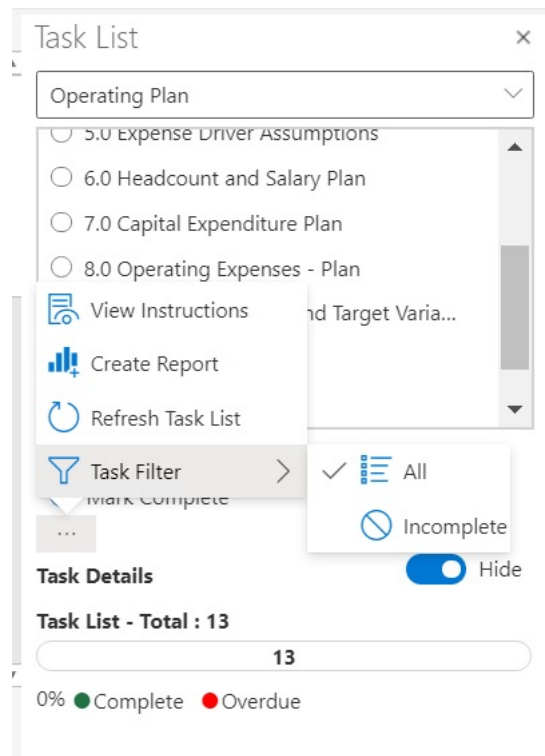 Task List
Operating Plan
5.0 Expense Driver Assumptions
6.0 Headcount and Salary Plan
7.0 Capital Expenditure Plan
8.0 Operating Expenses - Plan
View Instructions
nd Target Varia...
Create Report
Refresh Task List
Task Filter
All
Mark Complete
Incomplete
...
Task Details
Hide
Task List - Total : 13
13
0% Complete Overdue